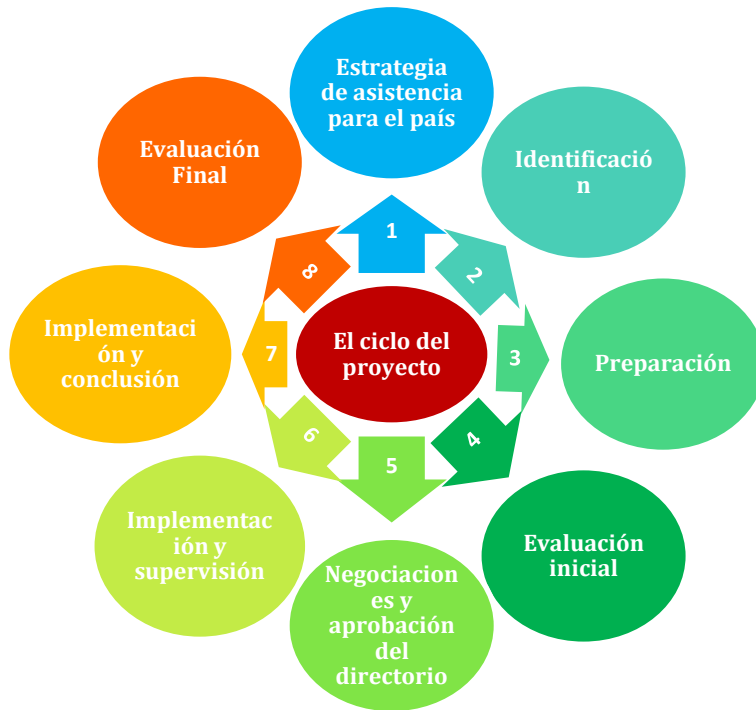 Estrategia
de asistencia
para el país
Identificació
n
Preparación
Evaluación
inicial
Negociacion
es y
aprobación
del
directorio
Implementac
ión y
supervisión
Implementaci
ón y
conclusión
Evaluación
Final
1
2
3
4
5
6
7
8
El ciclo del
proyecto